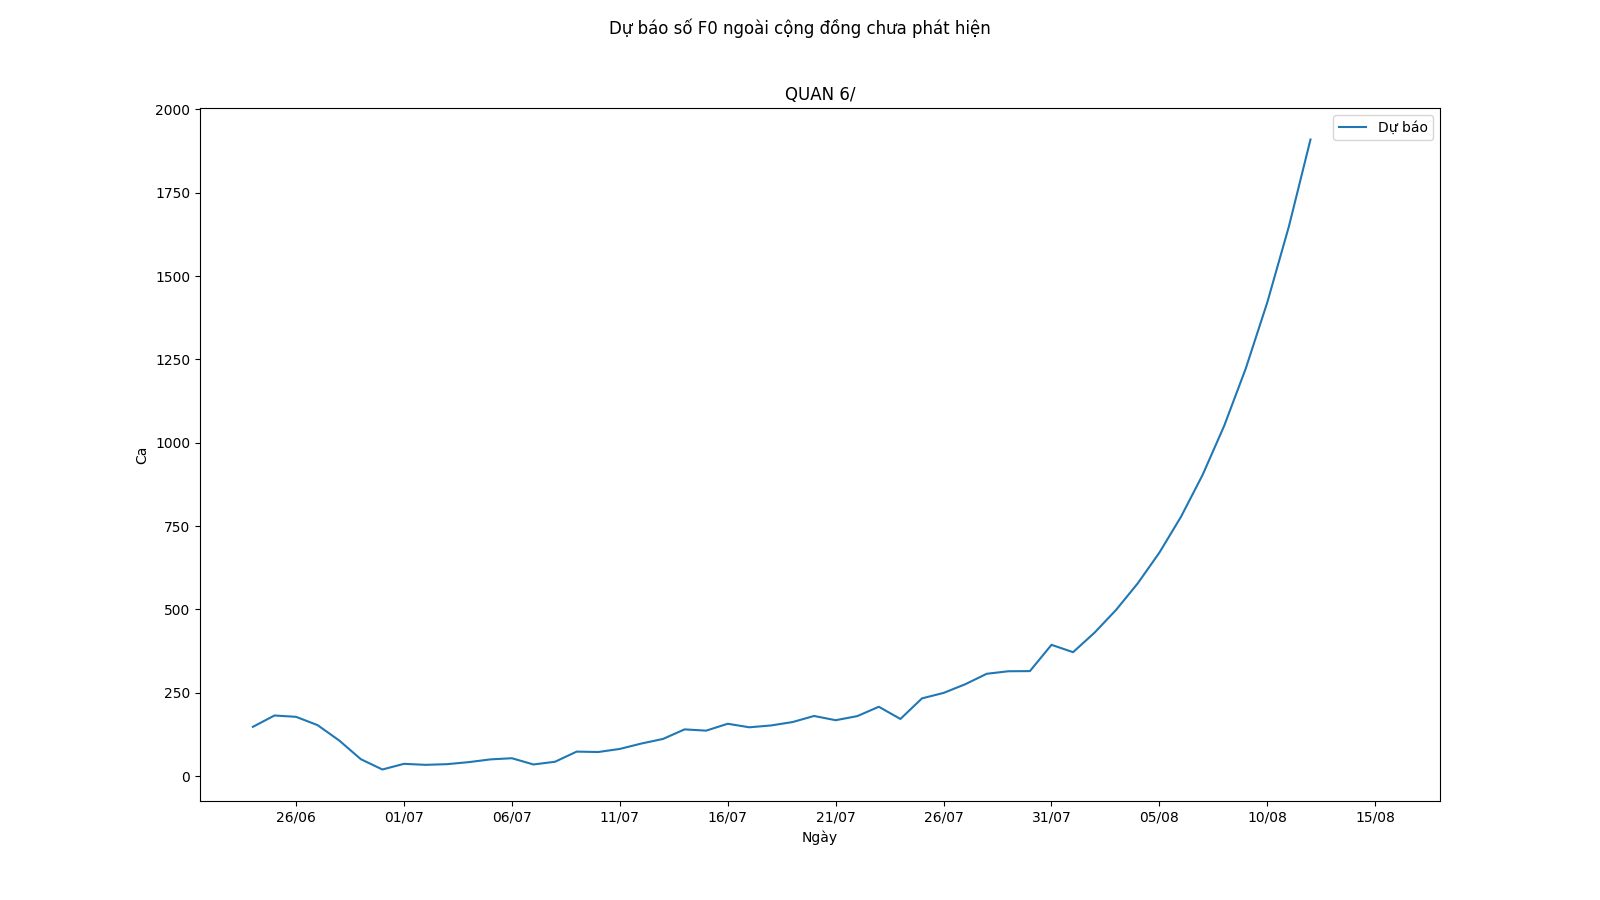 Dự báo số F0 ngoài cộng đồng chưa phát hiện
QUAN 6/
Dự báo
2000
1750
1500
1250
1000
750
500
250
0
Ca
26/06 01/07 06/07 11/07 16/07 21/07 26/07 31/07 05/08 10/08 15/08
Ngày